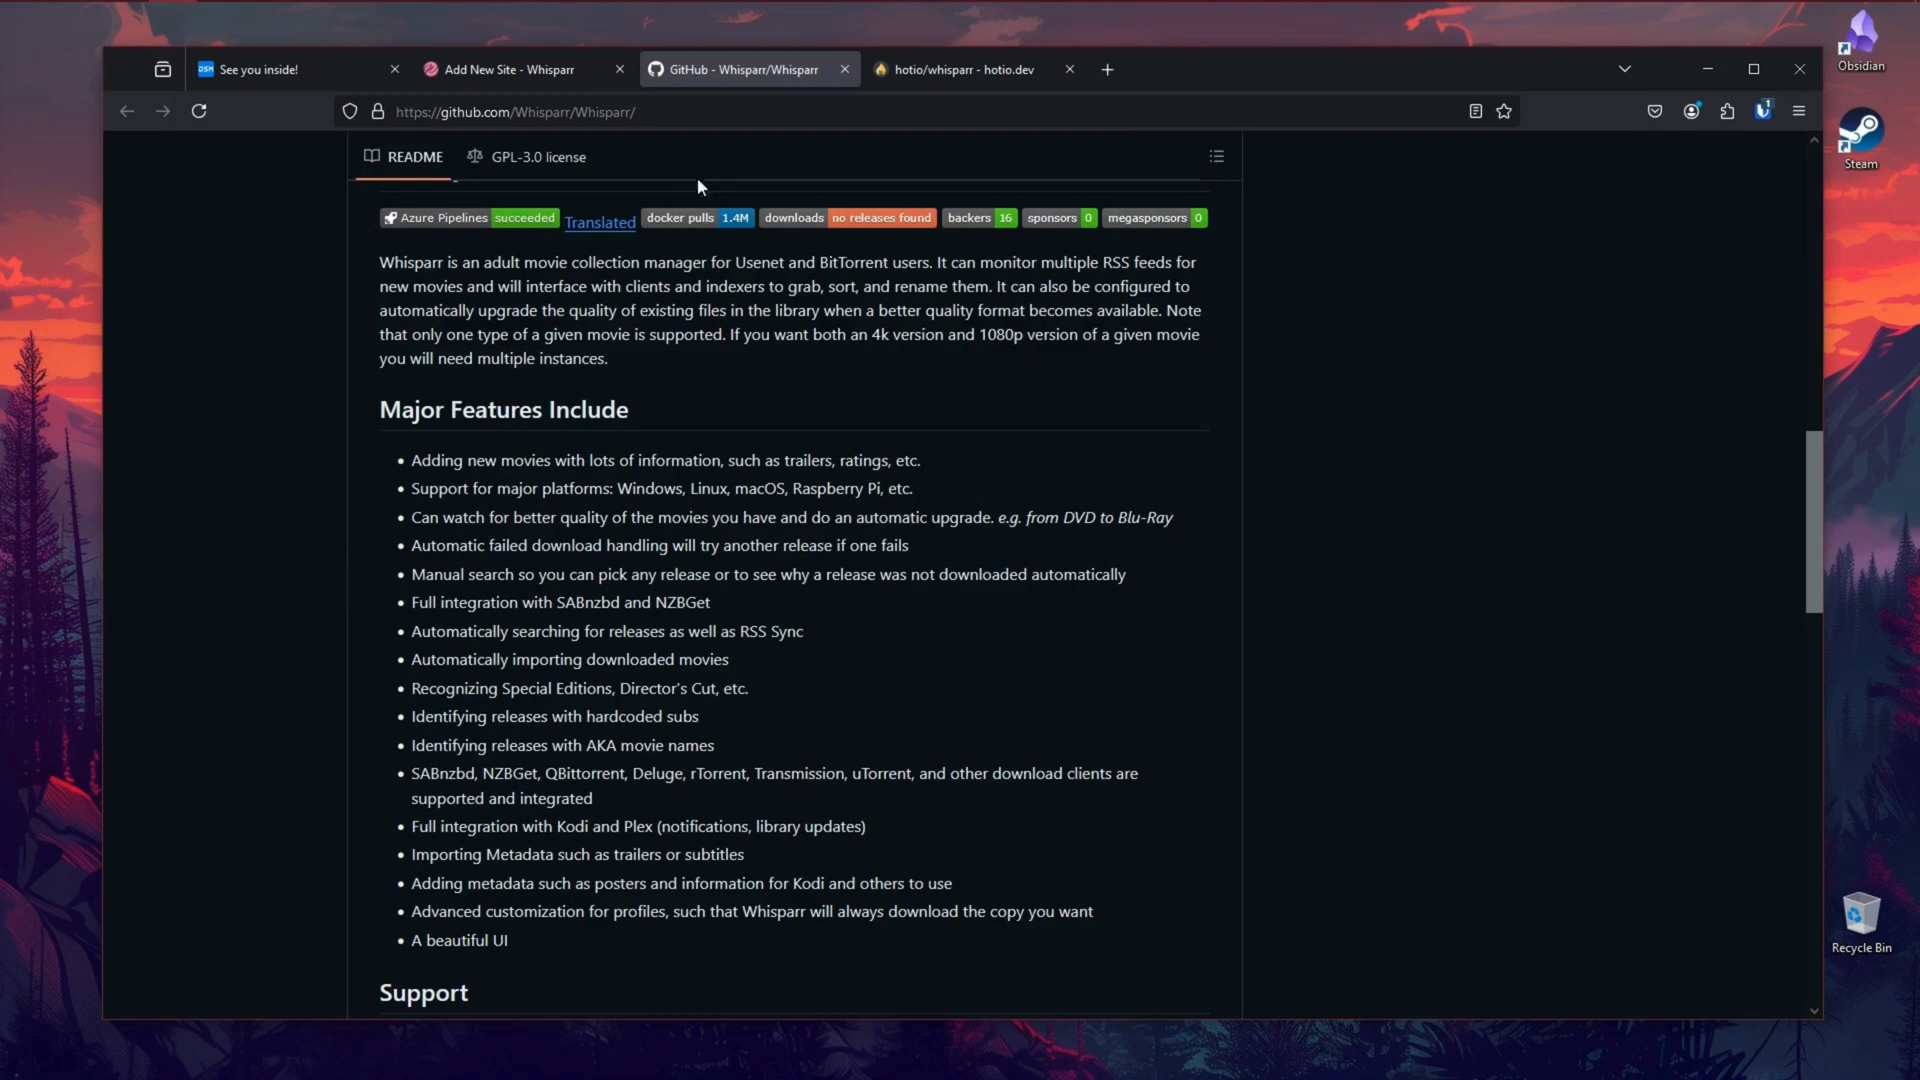 DSM See you inside!
Add New Site - Whisparr
GitHub - Whisparr/Whisparr
hotio/whisparr - hotio.dev
Obsidian
https://github.com/Whisparr/Whisparr/
1
Steam
README
GPL-3.0 license
Azure Pipelines succeeded Translated docker pulls 1.4M downloads no releases found backers 16 sponsors 0 megasponsors 0
Whisparr is an adult movie collection manager for Usenet and BitTorrent users. It can monitor multiple RSS feeds for
new movies and will interface with clients and indexers to grab, sort, and rename them. It can also be configured to
automatically upgrade the quality of existing files in the library when a better quality format becomes available. Note
that only one type of a given movie is supported. If you want both an 4k version and 1080p version of a given movie
you will need multiple instances.
Major Features Include
• Adding new movies with lots of information, such as trailers, ratings, etc.
• Support for major platforms: Windows, Linux, macOS, Raspberry Pi, etc.
• Can watch for better quality of the movies you have and do an automatic upgrade. e.g. from DVD to Blu-Ray
• Automatic failed download handling will try another release if one fails
• Manual search so you can pick any release or to see why a release was not downloaded automatically
• Full integration with SABnzbd and NZBGet
• Automatically searching for releases as well as RSS Sync
• Automatically importing downloaded movies
• Recognizing Special Editions, Director's Cut, etc.
• Identifying releases with hardcoded subs
• Identifying releases with AKA movie names
• SABnzbd, NZBGet, QBittorrent, Deluge, rTorrent, Transmission, uTorrent, and other download clients are
supported and integrated
• Full integration with Kodi and Plex (notifications, library updates)
• Importing Metadata such as trailers or subtitles
• Adding metadata such as posters and information for Kodi and others to use
• Advanced customization for profiles, such that Whisparr will always download the copy you want
• A beautiful UI
Recycle Bin
Support